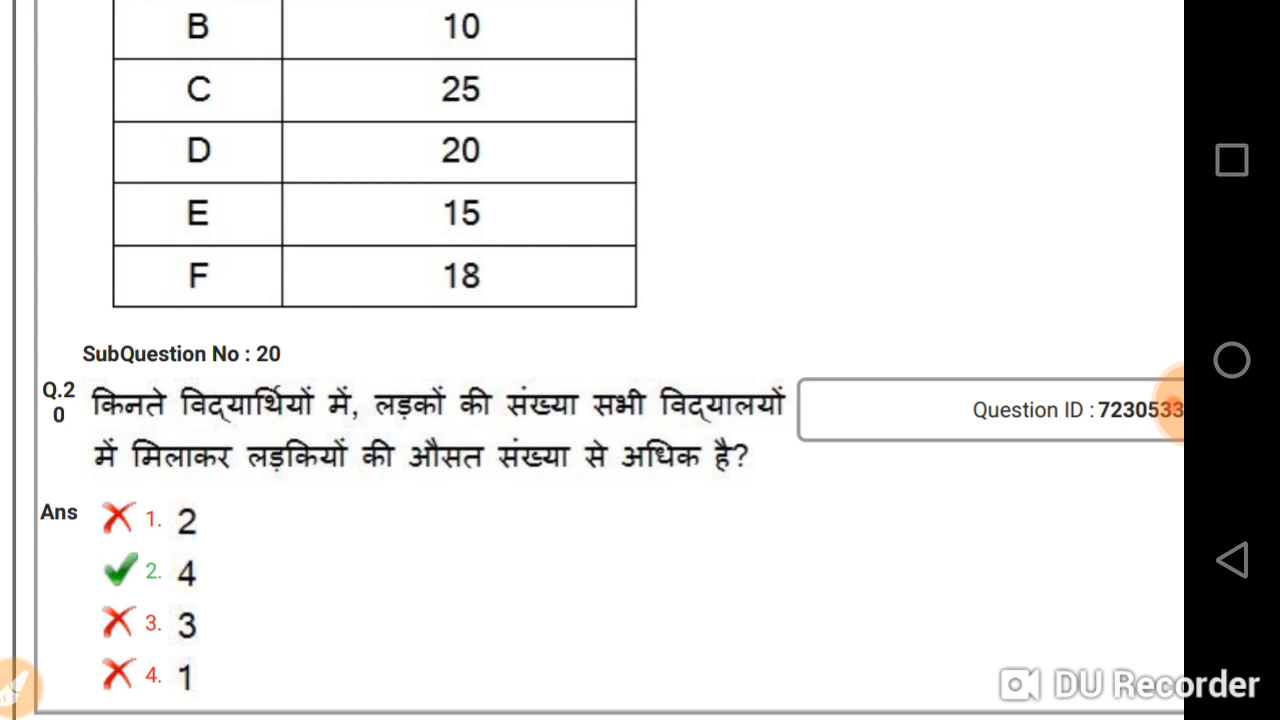 B 10
C 25
D 20
E 15
F 18
SubQuestion No : 20
Q.2
0
किनते विद्यार्थियों में, लड़कों की संख्या सभी विद्यालयों
में मिलाकर लड़कियों की औसत संख्या से अधिक है?
Question ID : 7230533
Ans
1. 2
2. 4
3. 3
4. 1
DU Recorder